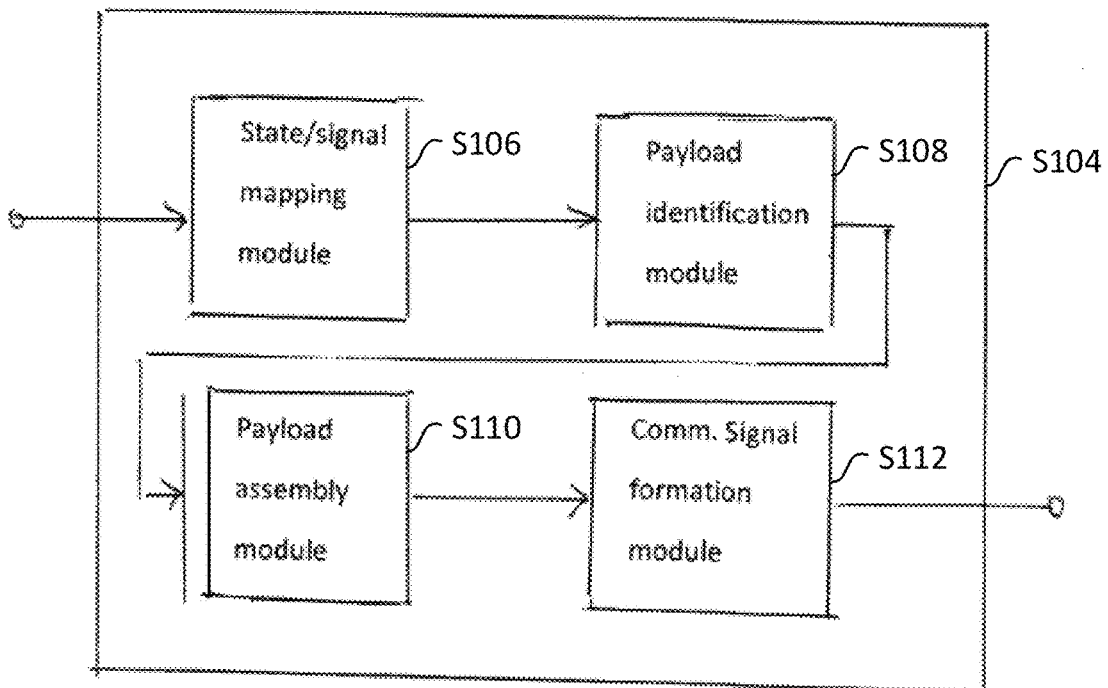 State/signal
mapping
module
S106
Payload
identification
module
S108
S104
Payload
assembly
module
S110
Comm. Signal
formation
module
S112